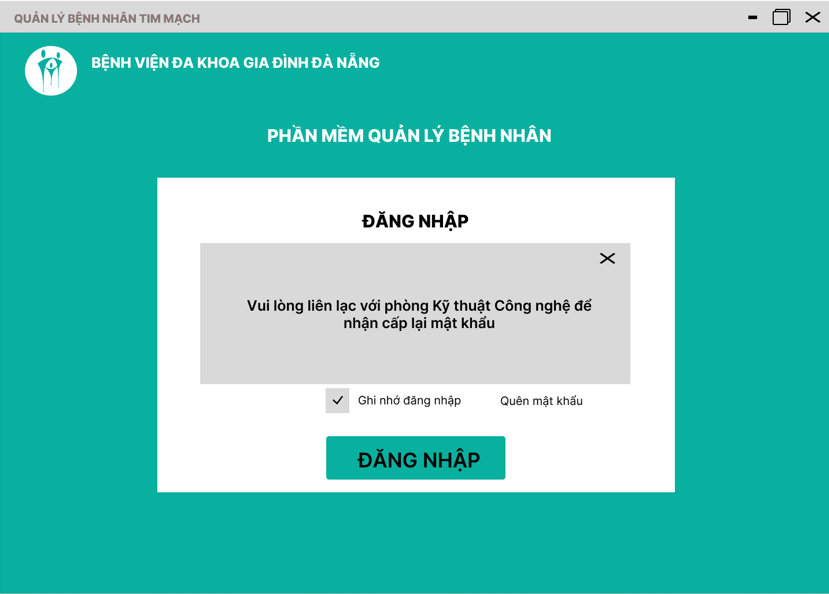 QUẢN LÝ BỆNH NHÂN TIM MẠCH
BỆNH VIỆN ĐA KHOA GIA ĐÌNH ĐÀ NẴNG
PHẦN MỀM QUẢN LÝ BỆNH NHÂN
ĐĂNG NHẬP
Vui lòng liên lạc với phòng Kỹ thuật Công nghệ để
nhận cấp lại mật khẩu
Ghi nhớ đăng nhập
Quên mật khẩu
ĐĂNG NHẬP